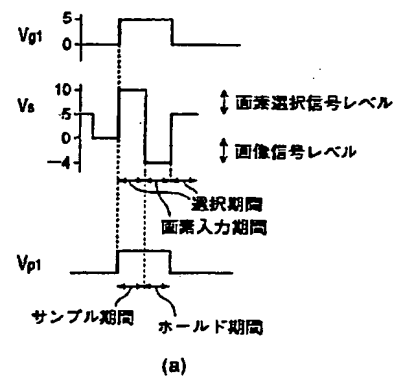 Vg1
5
0
Vs
10
5
0
−4
画素選択信号レベル
画像信号レベル
選択期間
画素入力期間
Vp1
サンプル期間
ホールド期間
(a)